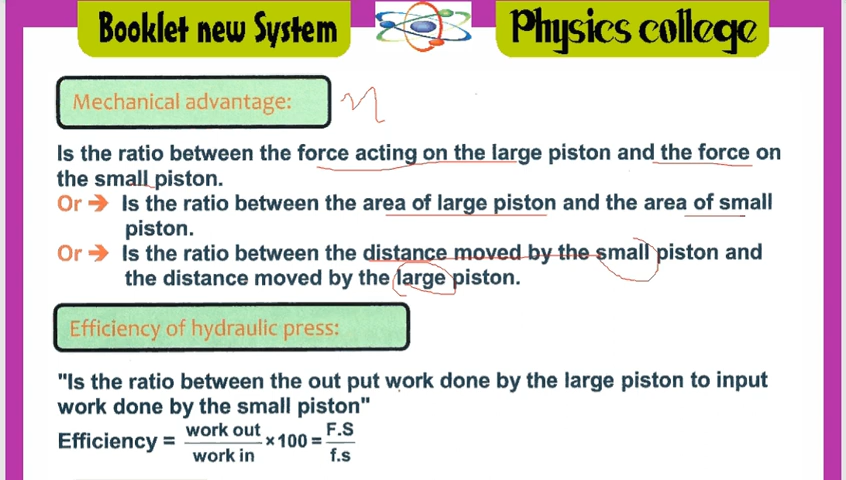 Booklet new System
Physics college
Mechanical advantage: η
Is the ratio between the force acting on the large piston and the force on
the small piston.
Or → Is the ratio between the area of large piston and the area of small
piston.
Or → Is the ratio between the distance moved by the small piston and
the distance moved by the large piston.
Efficiency of hydraulic press:
"Is the ratio between the out put work done by the large piston to input
work done by the small piston"
Efficiency = work out / work in × 100 = F.S / f.s